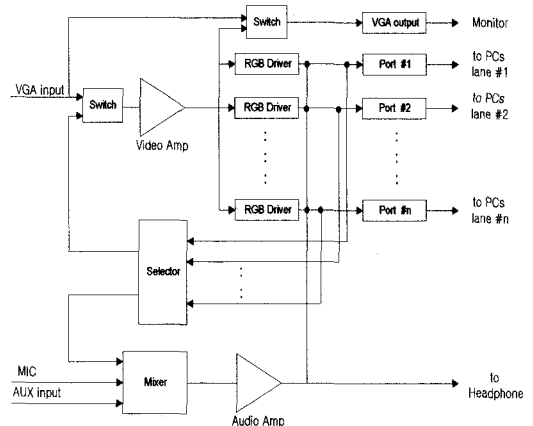 Switch
VGA output
Monitor
RGB Driver
Port #1
to PCs
lane #1
VGA input
Switch
RGB Driver
Port #2
to PCs
lane #2
Video Amp
RGB Driver
Port #n
to PCs
lane #n
Selector
MIC
AUX input
Mixer
Audio Amp
to
Headphone